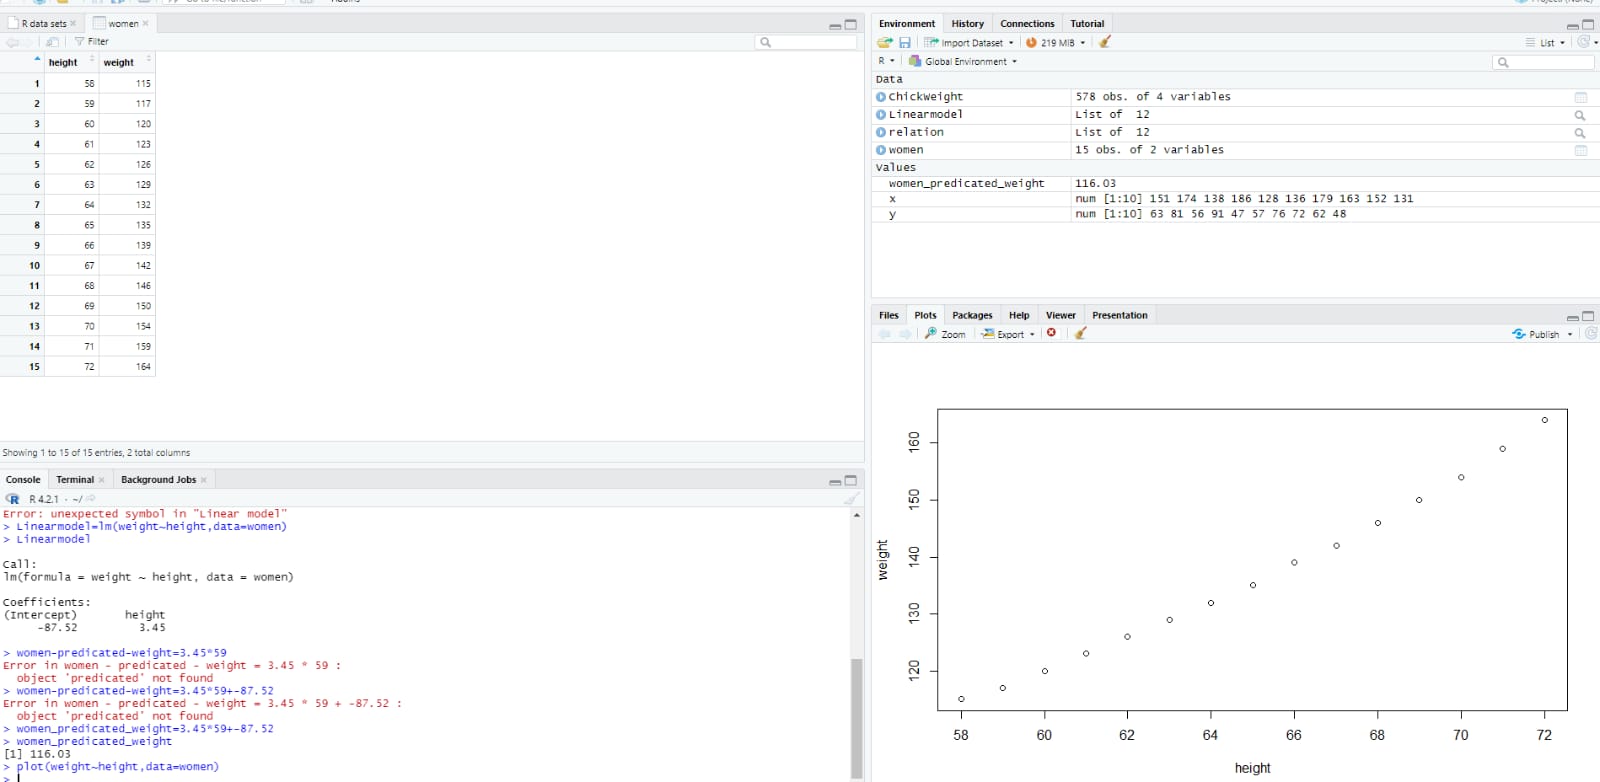 R data sets
women
Filter
height weight
1 58 115
2 59 117
3 60 120
4 61 123
5 62 126
6 63 129
7 64 132
8 65 135
9 66 139
10 67 142
11 68 146
12 69 150
13 70 154
14 71 159
15 72 164
Showing 1 to 15 of 15 entries, 2 total columns
Console Terminal Background Jobs
R 4.2.1 · ~/
Error: unexpected symbol in "Linear model"
> Linearmodel=lm(weight~height,data=women)
> Linearmodel
Call:
lm(formula = weight ~ height, data = women)
Coefficients:
(Intercept) height
-87.52 3.45
> women-predicated-weight=3.45*59
Error in women - predicated - weight = 3.45 * 59 :
object 'predicated' not found
> women-predicated-weight=3.45*59+-87.52
Error in women - predicated - weight = 3.45 * 59 + -87.52 :
object 'predicated' not found
> women_predicated_weight=3.45*59+-87.52
> women_predicated_weight
[1] 116.03
> plot(weight~height,data=women)
>
Environment History Connections Tutorial
Import Dataset 219 MiB List
R Global Environment
Data
ChickWeight 578 obs. of 4 variables
Linearmodel List of 12
relation List of 12
women 15 obs. of 2 variables
Values
women_predicated_weight 116.03
x num [1:10] 151 174 138 186 128 136 179 163 152 131
y num [1:10] 63 81 56 91 47 57 76 72 62 48
Files Plots Packages Help Viewer Presentation
Zoom Export Publish
160
150
140
130
120
weight
58 60 62 64 66 68 70 72
height